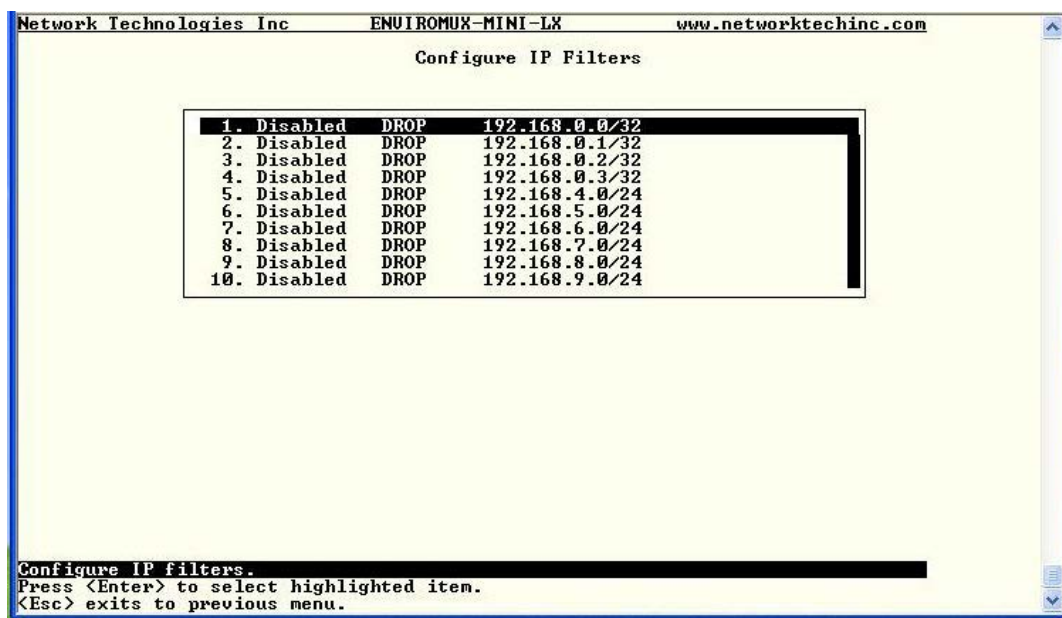 Network Technologies Inc ENVIROMUX-MINI-LX www.networktechinc.com
Configure IP Filters
1. Disabled DROP 192.168.0.0/32
2. Disabled DROP 192.168.0.1/32
3. Disabled DROP 192.168.0.2/32
4. Disabled DROP 192.168.0.3/32
5. Disabled DROP 192.168.4.0/24
6. Disabled DROP 192.168.5.0/24
7. Disabled DROP 192.168.6.0/24
8. Disabled DROP 192.168.7.0/24
9. Disabled DROP 192.168.8.0/24
10. Disabled DROP 192.168.9.0/24
Configure IP filters.
Press <Enter> to select highlighted item.
<Esc> exits to previous menu.